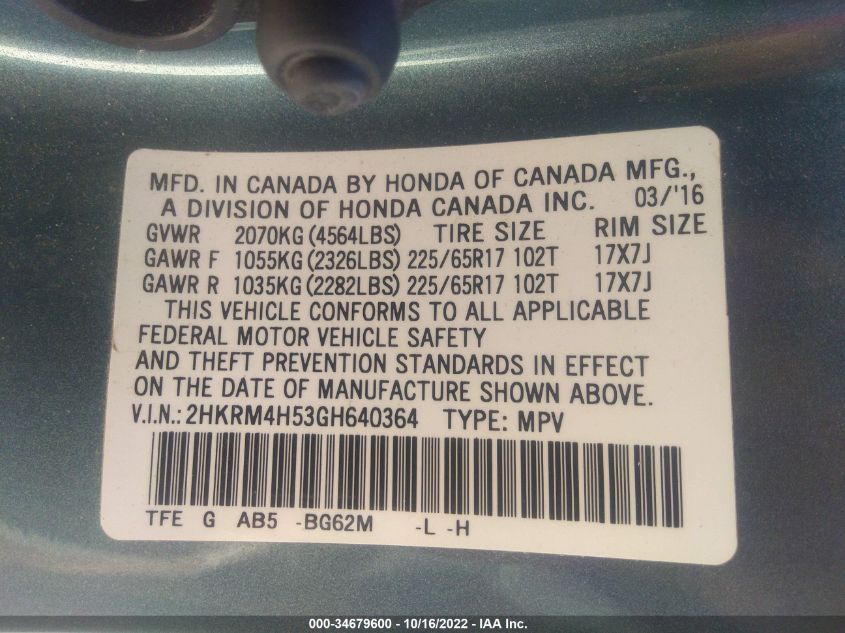 MFD. IN CANADA BY HONDA OF CANADA MFG.,
A DIVISION OF HONDA CANADA INC. 03/'16
GVWR 2070KG (4564LBS) TIRE SIZE RIM SIZE
GAWR F 1055KG (2326LBS) 225/65R17 102T 17X7J
GAWR R 1035KG (2282LBS) 225/65R17 102T 17X7J
THIS VEHICLE CONFORMS TO ALL APPLICABLE
FEDERAL MOTOR VEHICLE SAFETY
AND THEFT PREVENTION STANDARDS IN EFFECT
ON THE DATE OF MANUFACTURE SHOWN ABOVE.
V.I.N.: 2HKRM4H53GH640364 TYPE: MPV
TFE G AB5 -BG62M -L -H
000-34679600 - 10/16/2022 - IAA Inc.